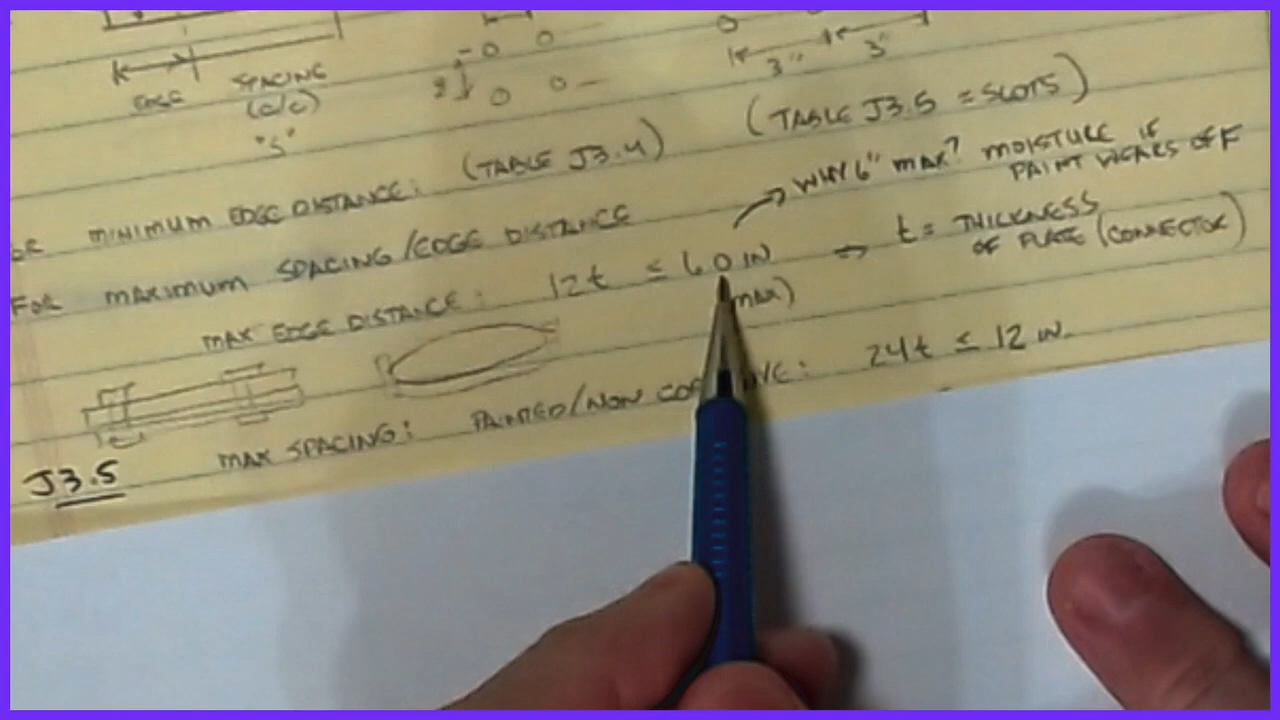 EDGE SPACING
(c/c)
"S"
3" 3"
(TABLE J3.4) (TABLE J3.5 = SLOTS)
MINIMUM EDGE DISTANCE:
WHY 6" MAX? MOISTURE IF
PAINT WEARS OFF
FOR MAXIMUM SPACING/EDGE DISTANCE
MAX EDGE DISTANCE: 12t ≤ 6.0 IN ⇒ t = THICKNESS
OF PLATE (CONNECTOR)
MAX)
MAX SPACING: PAINTED/NON 24t ≤ 12 IN.
J3.5